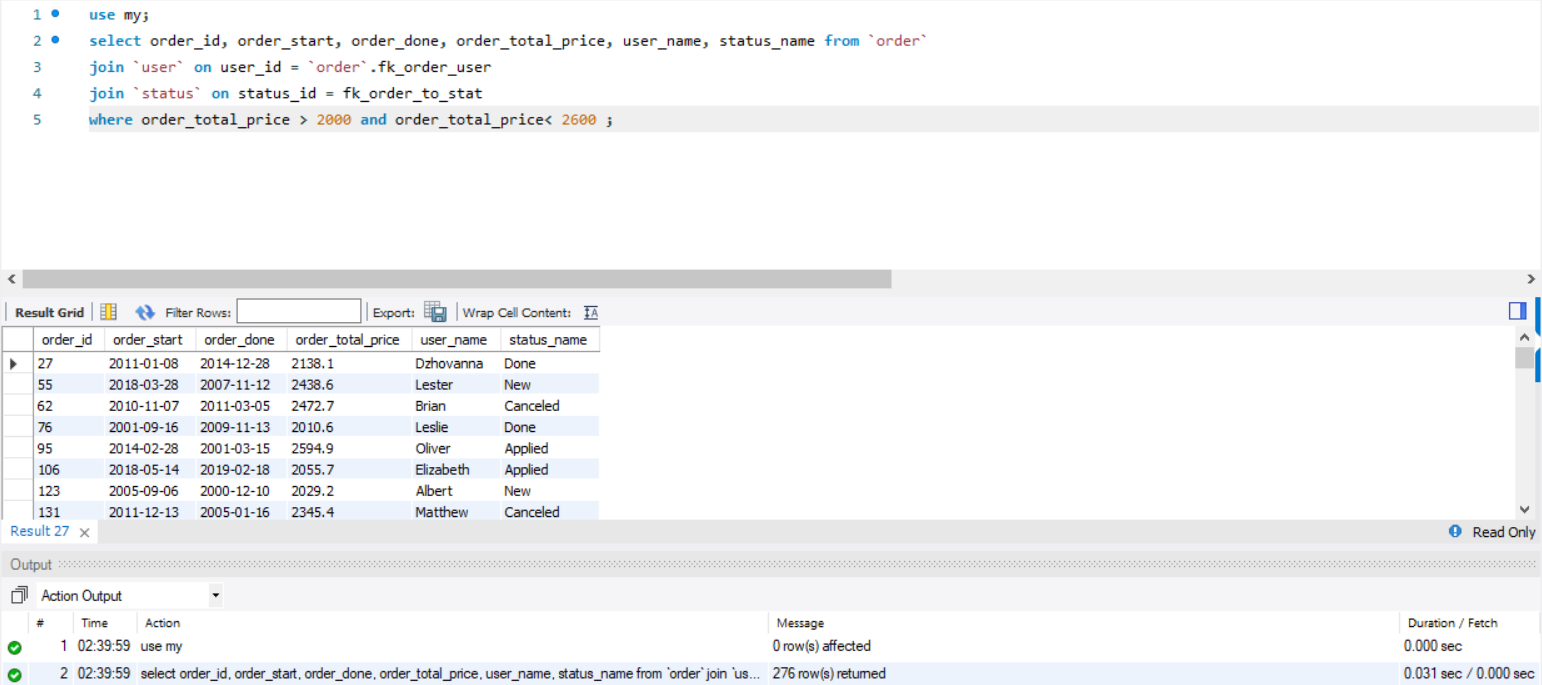 1 use my;
2 select order_id, order_start, order_done, order_total_price, user_name, status_name from `order`
3 join `user` on user_id = `order`.fk_order_user
4 join `status` on status_id = fk_order_to_stat
5 where order_total_price > 2000 and order_total_price< 2600 ;
Result Grid Filter Rows: Export: Wrap Cell Content:
order_id order_start order_done order_total_price user_name status_name
27 2011-01-08 2014-12-28 2138.1 Dzhovanna Done
55 2018-03-28 2007-11-12 2438.6 Lester New
62 2010-11-07 2011-03-05 2472.7 Brian Canceled
76 2001-09-16 2009-11-13 2010.6 Leslie Done
95 2014-02-28 2001-03-15 2594.9 Oliver Applied
106 2018-05-14 2019-02-18 2055.7 Elizabeth Applied
123 2005-09-06 2000-12-10 2029.2 Albert New
131 2011-12-13 2005-01-16 2345.4 Matthew Canceled
Result 27 Read Only
Output
Action Output
# Time Action Message Duration / Fetch
1 02:39:59 use my 0 row(s) affected 0.000 sec
2 02:39:59 select order_id, order_start, order_done, order_total_price, user_name, status_name from `order` join `us... 276 row(s) returned 0.031 sec / 0.000 sec